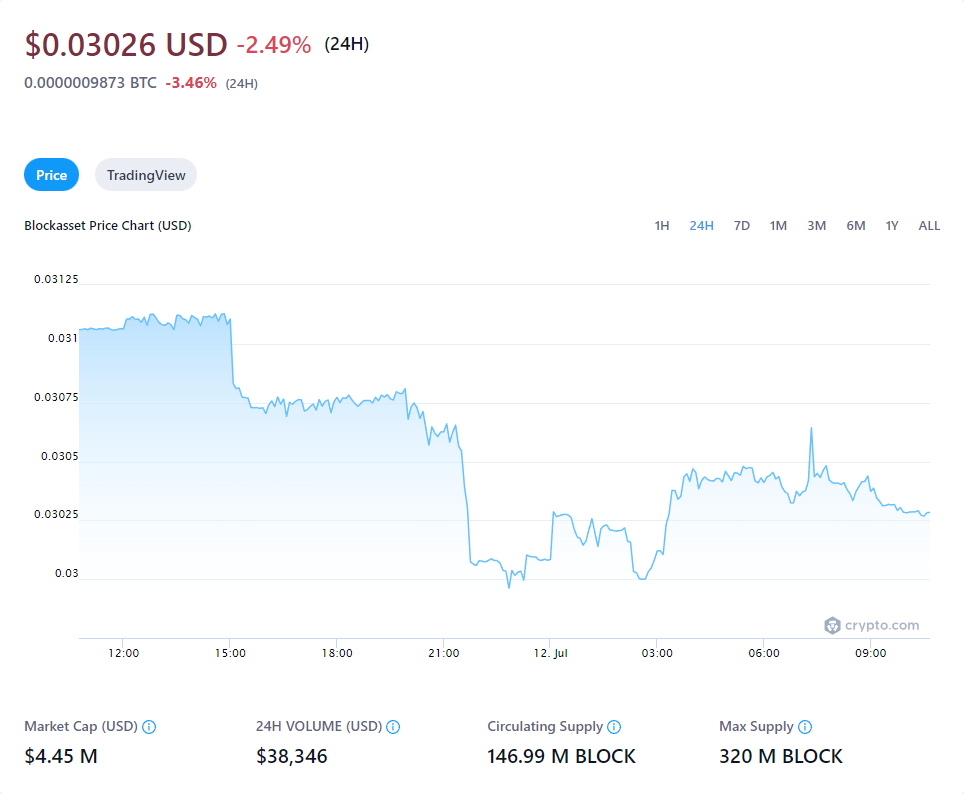 $0.03026 USD -2.49% (24H)
0.0000009873 BTC -3.46% (24H)
Price TradingView
Blockasset Price Chart (USD) 1H 24H 7D 1M 3M 6M 1Y ALL
0.03125
0.031
0.03075
0.0305
0.03025
0.03
crypto.com
12:00 15:00 18:00 21:00 12. Jul 03:00 06:00 09:00
Market Cap (USD) 24H VOLUME (USD) Circulating Supply Max Supply
$4.45 M $38,346 146.99 M BLOCK 320 M BLOCK